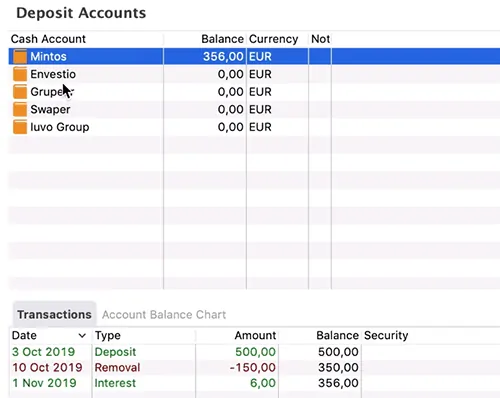 Deposit Accounts
Cash Account Balance Currency Not
Mintos 356,00 EUR
Envestio 0,00 EUR
0,00 EUR
Swaper 0,00 EUR
Iuvo Group 0,00 EUR
Transactions Account Balance Chart
Date Type Amount Balance Security
3 Oct 2019 Deposit 500,00 500,00
10 Oct 2019 Removal -150,00 350,00
1 Nov 2019 Interest 6,00 356,00